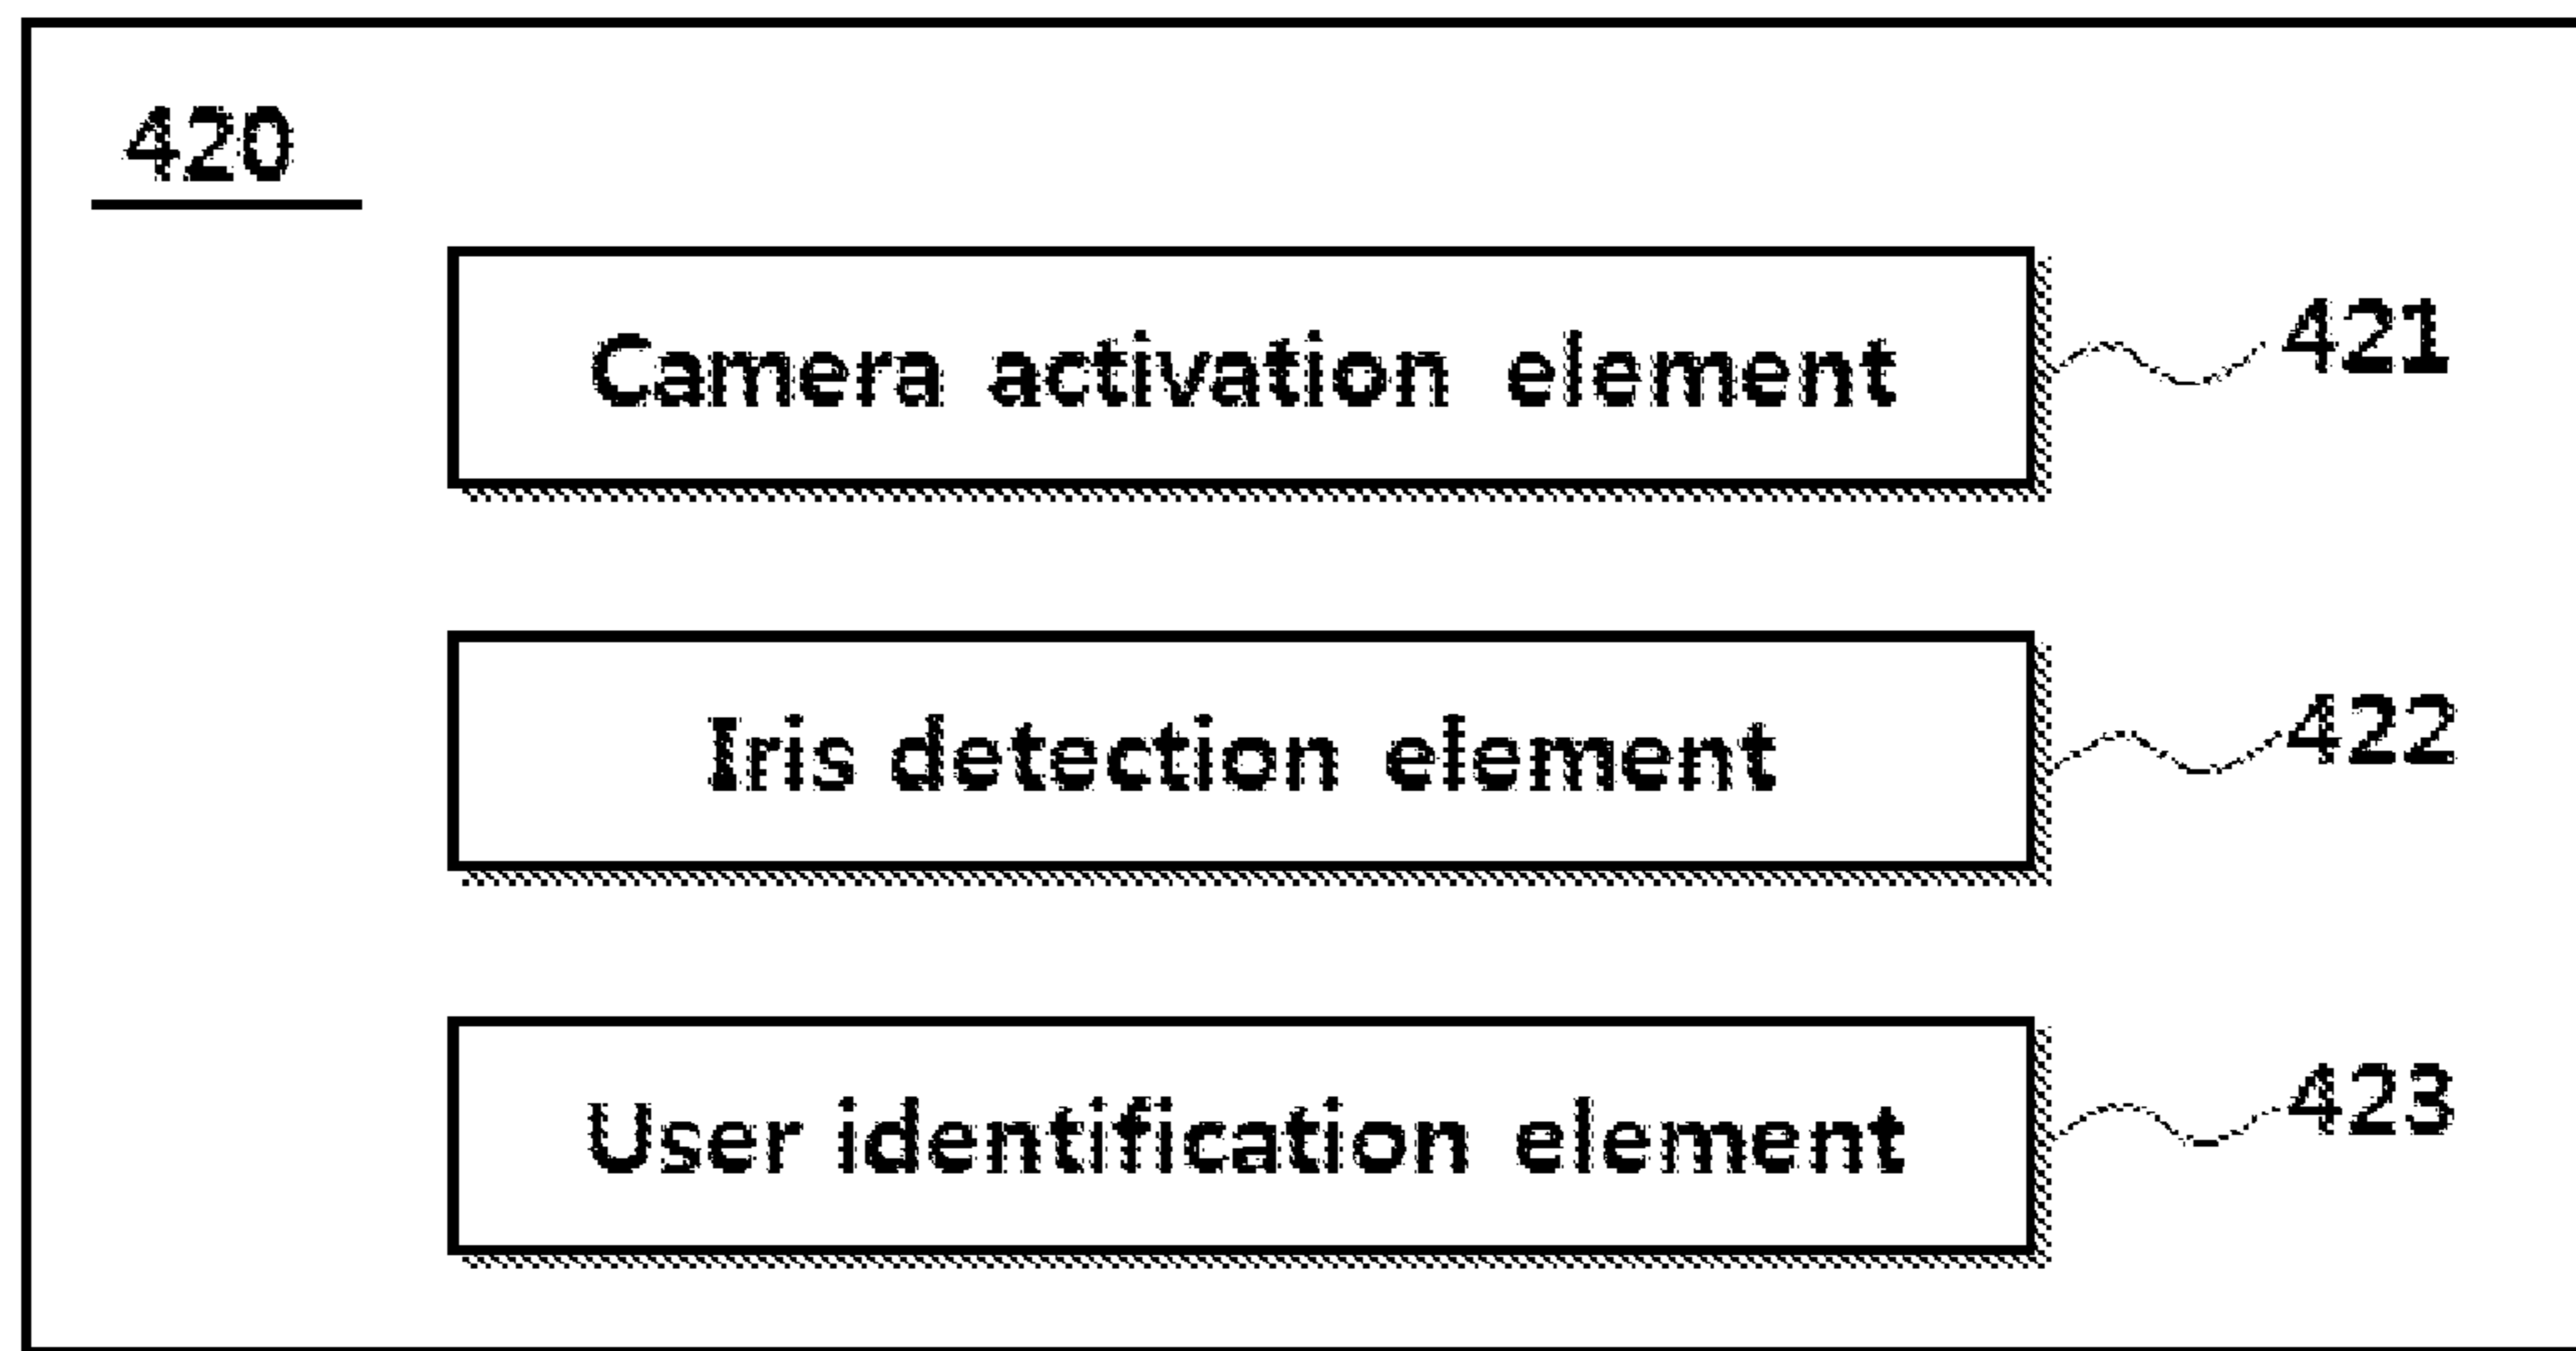 420
Camera activation element
421
Iris detection element
422
User identification element
423